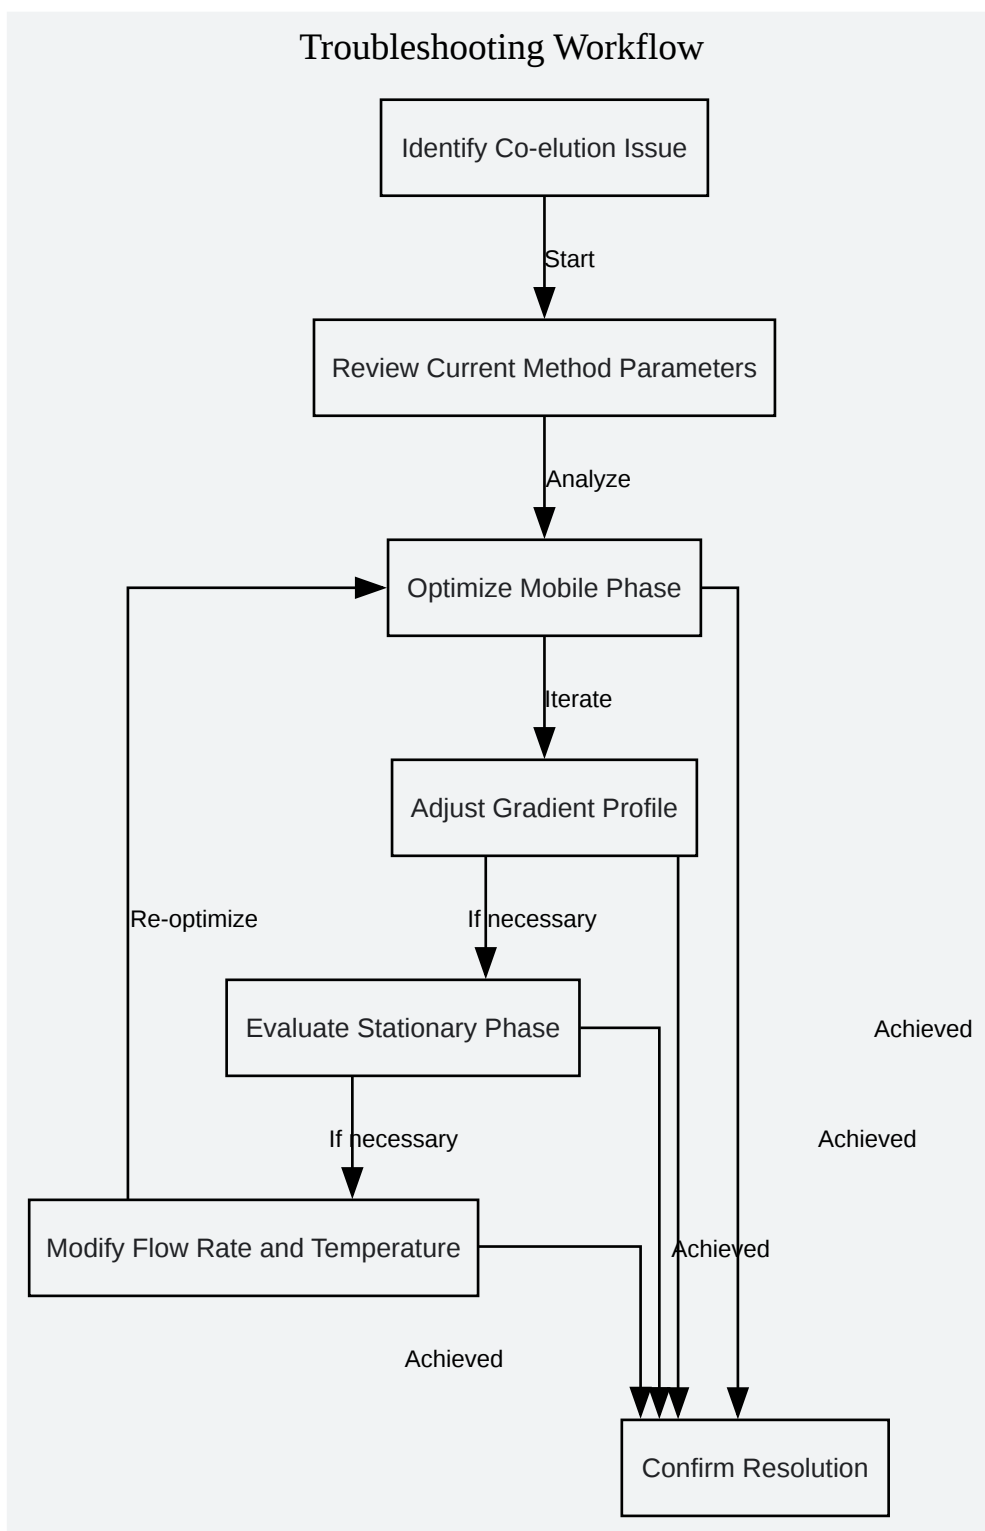 Troubleshooting Workflow
Identify Co-elution Issue
Start
Review Current Method Parameters
Analyze
Optimize Mobile Phase
Iterate
Adjust Gradient Profile
Re-optimize
If necessary
Evaluate Stationary Phase
Achieved
If necessary
Achieved
Modify Flow Rate and Temperature
Achieved
Achieved
Confirm Resolution